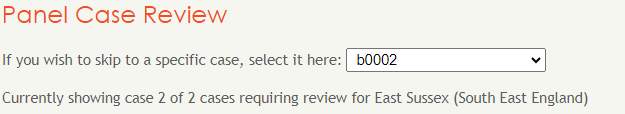 Panel Case Review
If you wish to skip to a specific case, select it here: b0002
Currently showing case 2 of 2 cases requiring review for East Sussex (South East England)